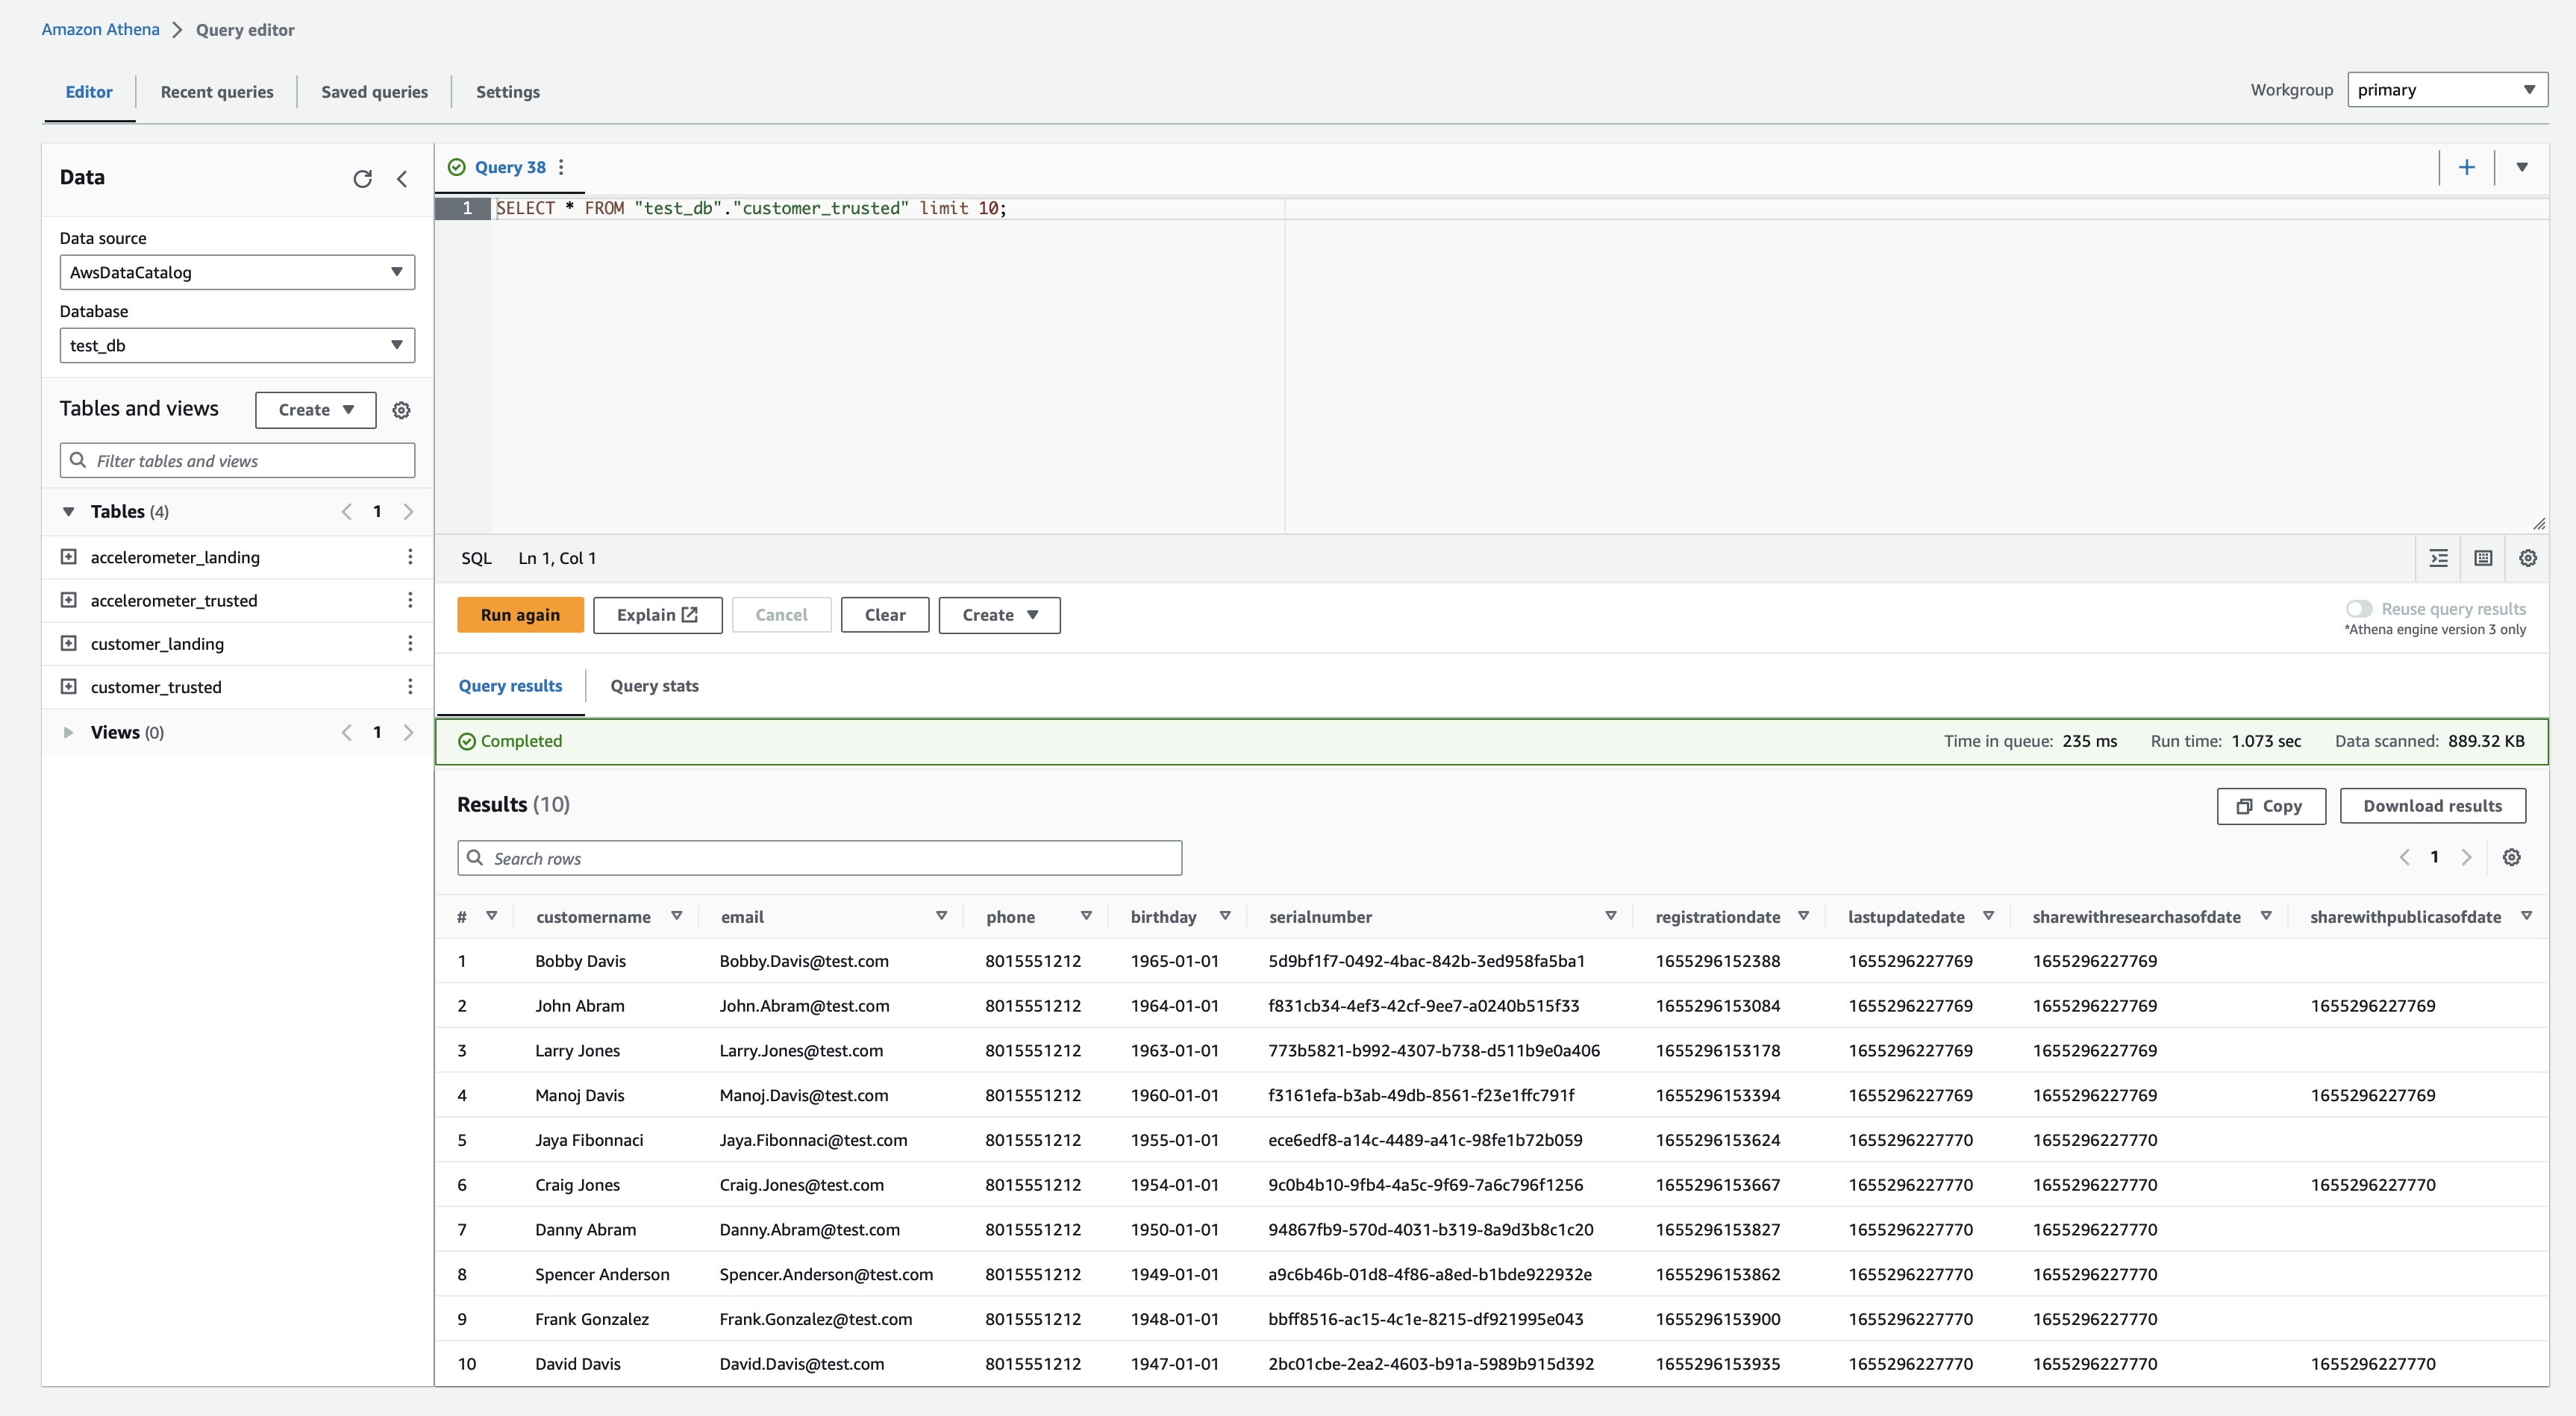 Amazon Athena > Query editor
Editor Recent queries Saved queries Settings
Workgroup primary
Data
Data source
AwsDataCatalog
Database
test_db
Tables and views Create
Filter tables and views
Tables (4) 1
accelerometer_landing
accelerometer_trusted
customer_landing
customer_trusted
Views (0) 1
Query 38
1 SELECT * FROM "test_db"."customer_trusted" limit 10;
SQL Ln 1, Col 1
Run again Explain Cancel Clear Create
Reuse query results
*Athena engine version 3 only
Query results Query stats
Completed Time in queue: 235 ms Run time: 1.073 sec Data scanned: 889.32 KB
Results (10) Copy Download results
Search rows 1
# customername email phone birthday serialnumber registrationdate lastupdatedate sharewithresearchasofdate sharewithpublicasofdate
1 Bobby Davis Bobby.Davis@test.com 8015551212 1965-01-01 5d9bf1f7-0492-4bac-842b-3ed958fa5ba1 1655296152388 1655296227769 1655296227769
2 John Abram John.Abram@test.com 8015551212 1964-01-01 f831cb34-4ef3-42cf-9ee7-a0240b515f33 1655296153084 1655296227769 1655296227769 1655296227769
3 Larry Jones Larry.Jones@test.com 8015551212 1963-01-01 773b5821-b992-4307-b738-d511b9e0a406 1655296153178 1655296227769 1655296227769
4 Manoj Davis Manoj.Davis@test.com 8015551212 1960-01-01 f3161efa-b3ab-49db-8561-f23e1ffc791f 1655296153394 1655296227769 1655296227769 1655296227769
5 Jaya Fibonnaci Jaya.Fibonnaci@test.com 8015551212 1955-01-01 ece6edf8-a14c-4489-a41c-98fe1b72b059 1655296153624 1655296227770 1655296227770
6 Craig Jones Craig.Jones@test.com 8015551212 1954-01-01 9c0b4b10-9fb4-4a5c-9f69-7a6c796f1256 1655296153667 1655296227770 1655296227770 1655296227770
7 Danny Abram Danny.Abram@test.com 8015551212 1950-01-01 94867fb9-570d-4031-b319-8a9d3b8c1c20 1655296153827 1655296227770 1655296227770
8 Spencer Anderson Spencer.Anderson@test.com 8015551212 1949-01-01 a9c6b46b-01d8-4f86-a8ed-b1bde922932e 1655296153862 1655296227770 1655296227770
9 Frank Gonzalez Frank.Gonzalez@test.com 8015551212 1948-01-01 bbff8516-ac15-4c1e-8215-df921995e043 1655296153900 1655296227770 1655296227770
10 David Davis David.Davis@test.com 8015551212 1947-01-01 2bc01cbe-2ea2-4603-b91a-5989b915d392 1655296153935 1655296227770 1655296227770 1655296227770